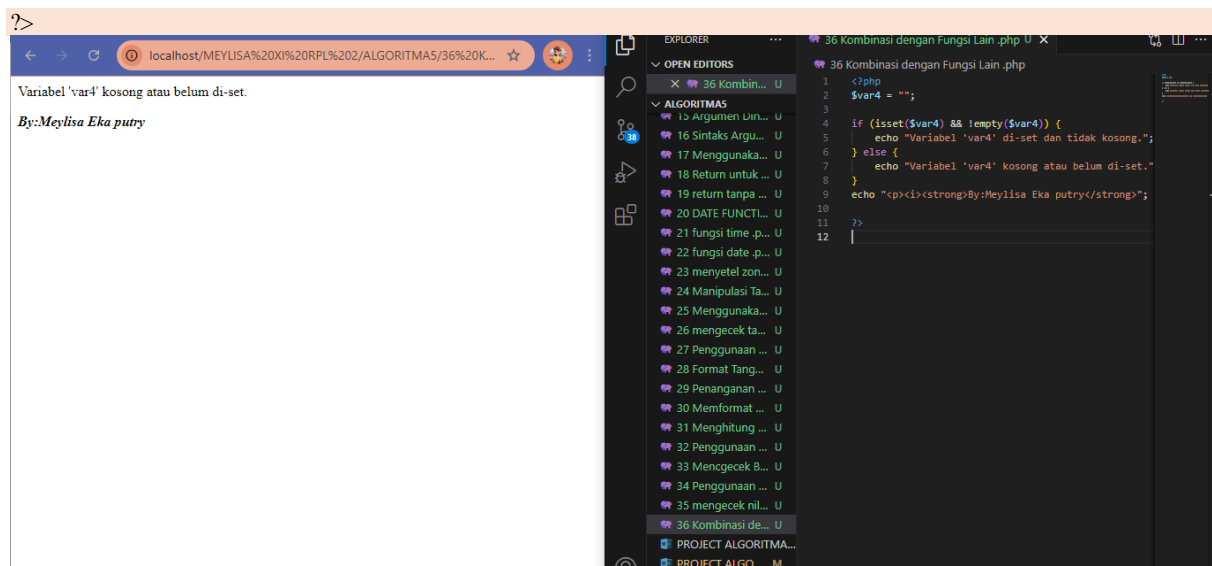 ?>
localhost/MEYLISA%20XI%20RPL%202/ALGORITMA5/36%20K...
Variabel 'var4' kosong atau belum di-set.
By:Meylisa Eka putry
EXPLORER ...
OPEN EDITORS
X 36 Kombin... U
ALGORITMA5
15 Argumen Din... U
16 Sintaks Argu... U
38
17 Menggunaka... U
18 Return untuk ... U
19 return tanpa ... U
20 DATE FUNCTI... U
21 fungsi time .p... U
22 fungsi date .p... U
23 menyetel zon... U
24 Manipulasi Ta... U
25 Menggunaka... U
26 mengecek ta... U
27 Penggunaan ... U
28 Format Tang... U
29 Penanganan ... U
30 Memformat ... U
31 Menghitung ... U
32 Penggunaan ... U
33 Mencgecek B... U
34 Penggunaan ... U
35 mengecek nil... U
36 Kombinasi de... U
PROJECT ALGORITMA...
PROJECT ALGO... M
36 Kombinasi dengan Fungsi Lain .php U X
36 Kombinasi dengan Fungsi Lain .php
1 <?php
2 $var4 = "";
3
4 if (isset($var4) && !empty($var4)) {
5 echo "Variabel 'var4' di-set dan tidak kosong.";
6 } else {
7 echo "Variabel 'var4' kosong atau belum di-set."
8 }
9 echo "<p><i><strong>By:Meylisa Eka putry</strong>";
10
11 ?>
12